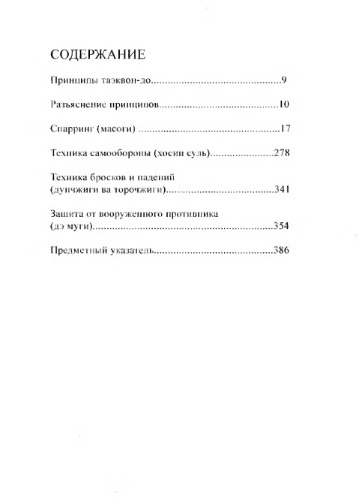 СОДЕРЖАНИЕ
Принципы таэквон-до..............................9
Разъяснение принципов............................10
Спарринг (масоги)................................17
Техника самообороны (хосин суль).................278
Техника бросков и падений
(дунчжиги ва торочжиги)..........................341
Защита от вооруженного противника
(дэ муги)........................................354
Предметный указатель.............................386